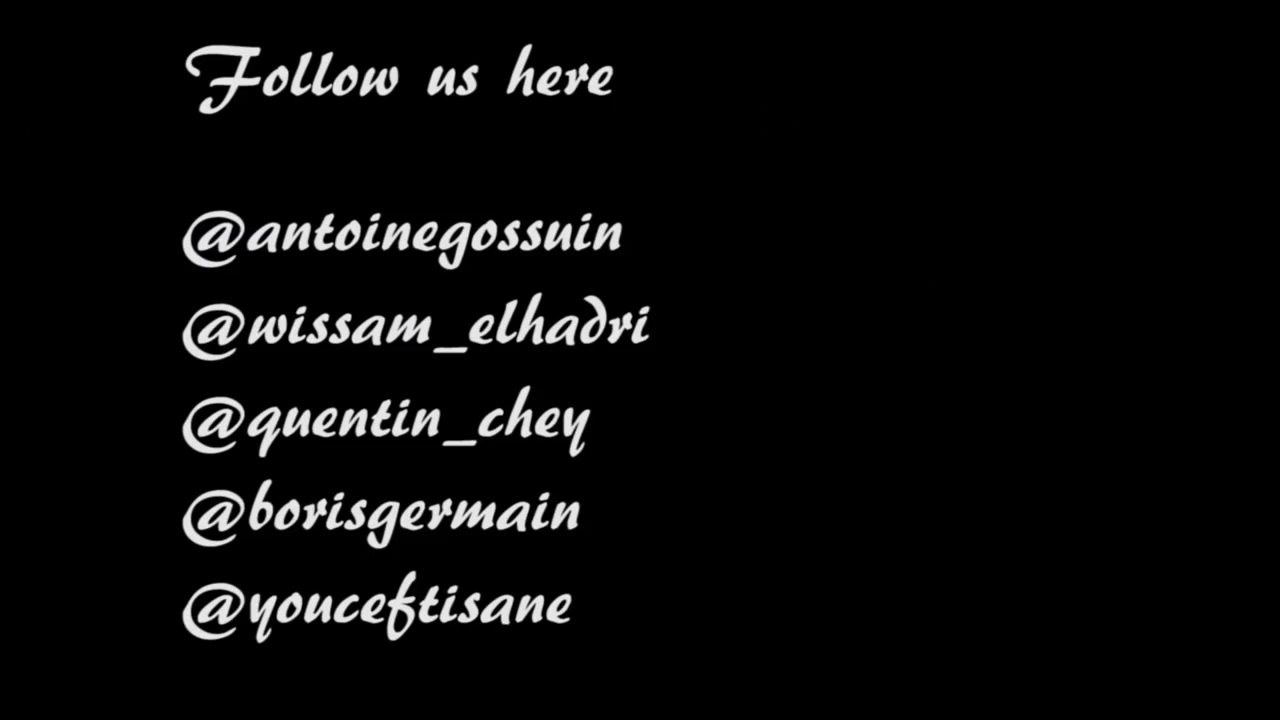 Follow us here
@antoinegossuin
@wissam_elhadri
@quentin_chey
@borisgermain
@youceftisane